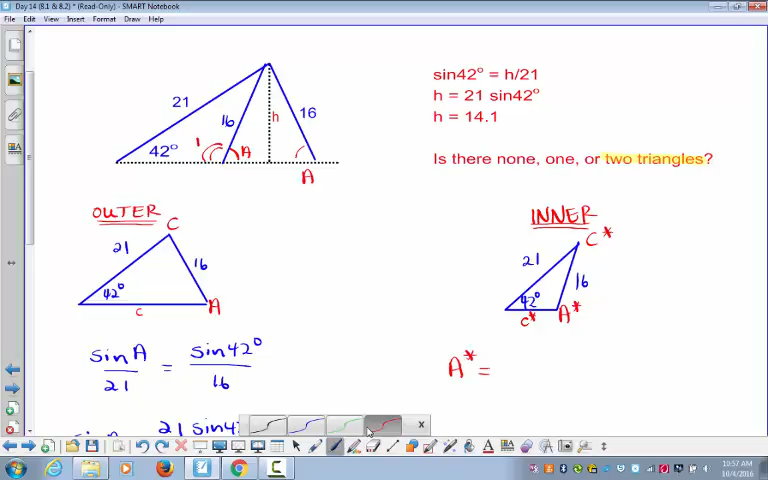 Day 14 (8.1 & 8.2) * [Read-Only] * - SMART Notebook
File Edit View Insert Format Draw Help
21
16
h
16
42°
1
A
A
sin42° = h/21
h = 21 sin42°
h = 14.1
Is there none, one, or two triangles?
OUTER
C
21
16
42°
A
c
INNER
C*
21
16
42°
c*
A*
sinA = sin42°
21 16
A* =
21 sin4
x
10:57 AM
10/4/2016